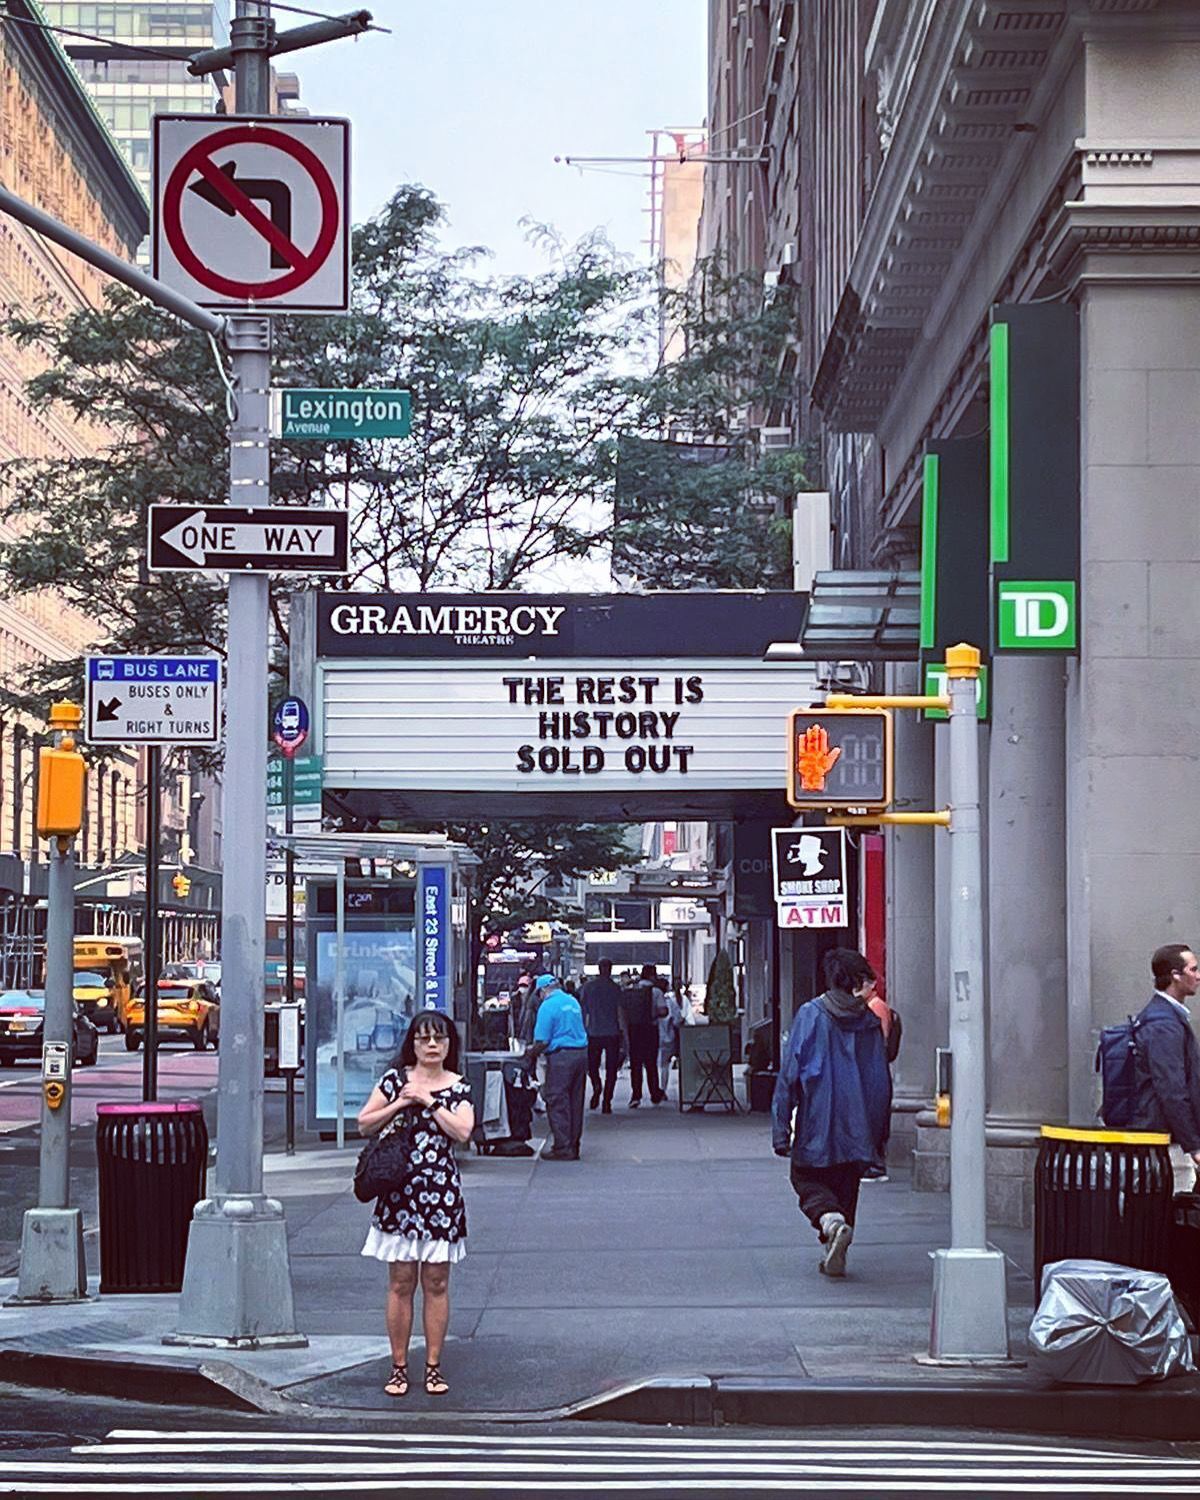 Lexington
Avenue
ONE WAY
BUS LANE
BUSES ONLY
&
RIGHT TURNS
GRAMERCY
THEATRE
THE REST IS
HISTORY
SOLD OUT
TD
SMOKE SHOP
ATM
115
East 23 Street &